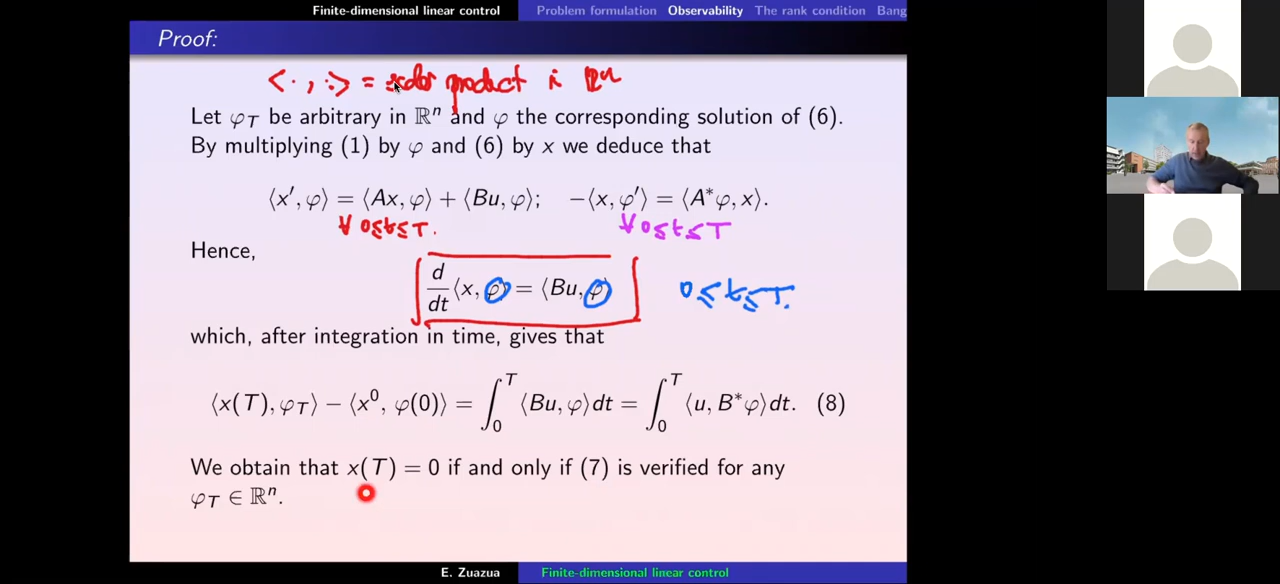 Finite-dimensional linear control
Problem formulation Observability The rank condition Bang
Proof:
<·, ·> = scalar product in ℝⁿ
Let φ_T be arbitrary in ℝⁿ and φ the corresponding solution of (6).
By multiplying (1) by φ and (6) by x we deduce that
⟨x′, φ⟩ = ⟨Ax, φ⟩ + ⟨Bu, φ⟩; −⟨x, φ′⟩ = ⟨A*φ, x⟩.
∀ 0≤t≤T. ∀ 0≤t≤T
Hence,
d/dt ⟨x, φ⟩ = ⟨Bu, φ⟩ 0≤t≤T.
which, after integration in time, gives that
⟨x(T), φ_T⟩ − ⟨x⁰, φ(0)⟩ = ∫₀ᵀ ⟨Bu, φ⟩dt = ∫₀ᵀ ⟨u, B*φ⟩dt. (8)
We obtain that x(T) = 0 if and only if (7) is verified for any
φ_T ∈ ℝⁿ.
E. Zuazua Finite-dimensional linear control